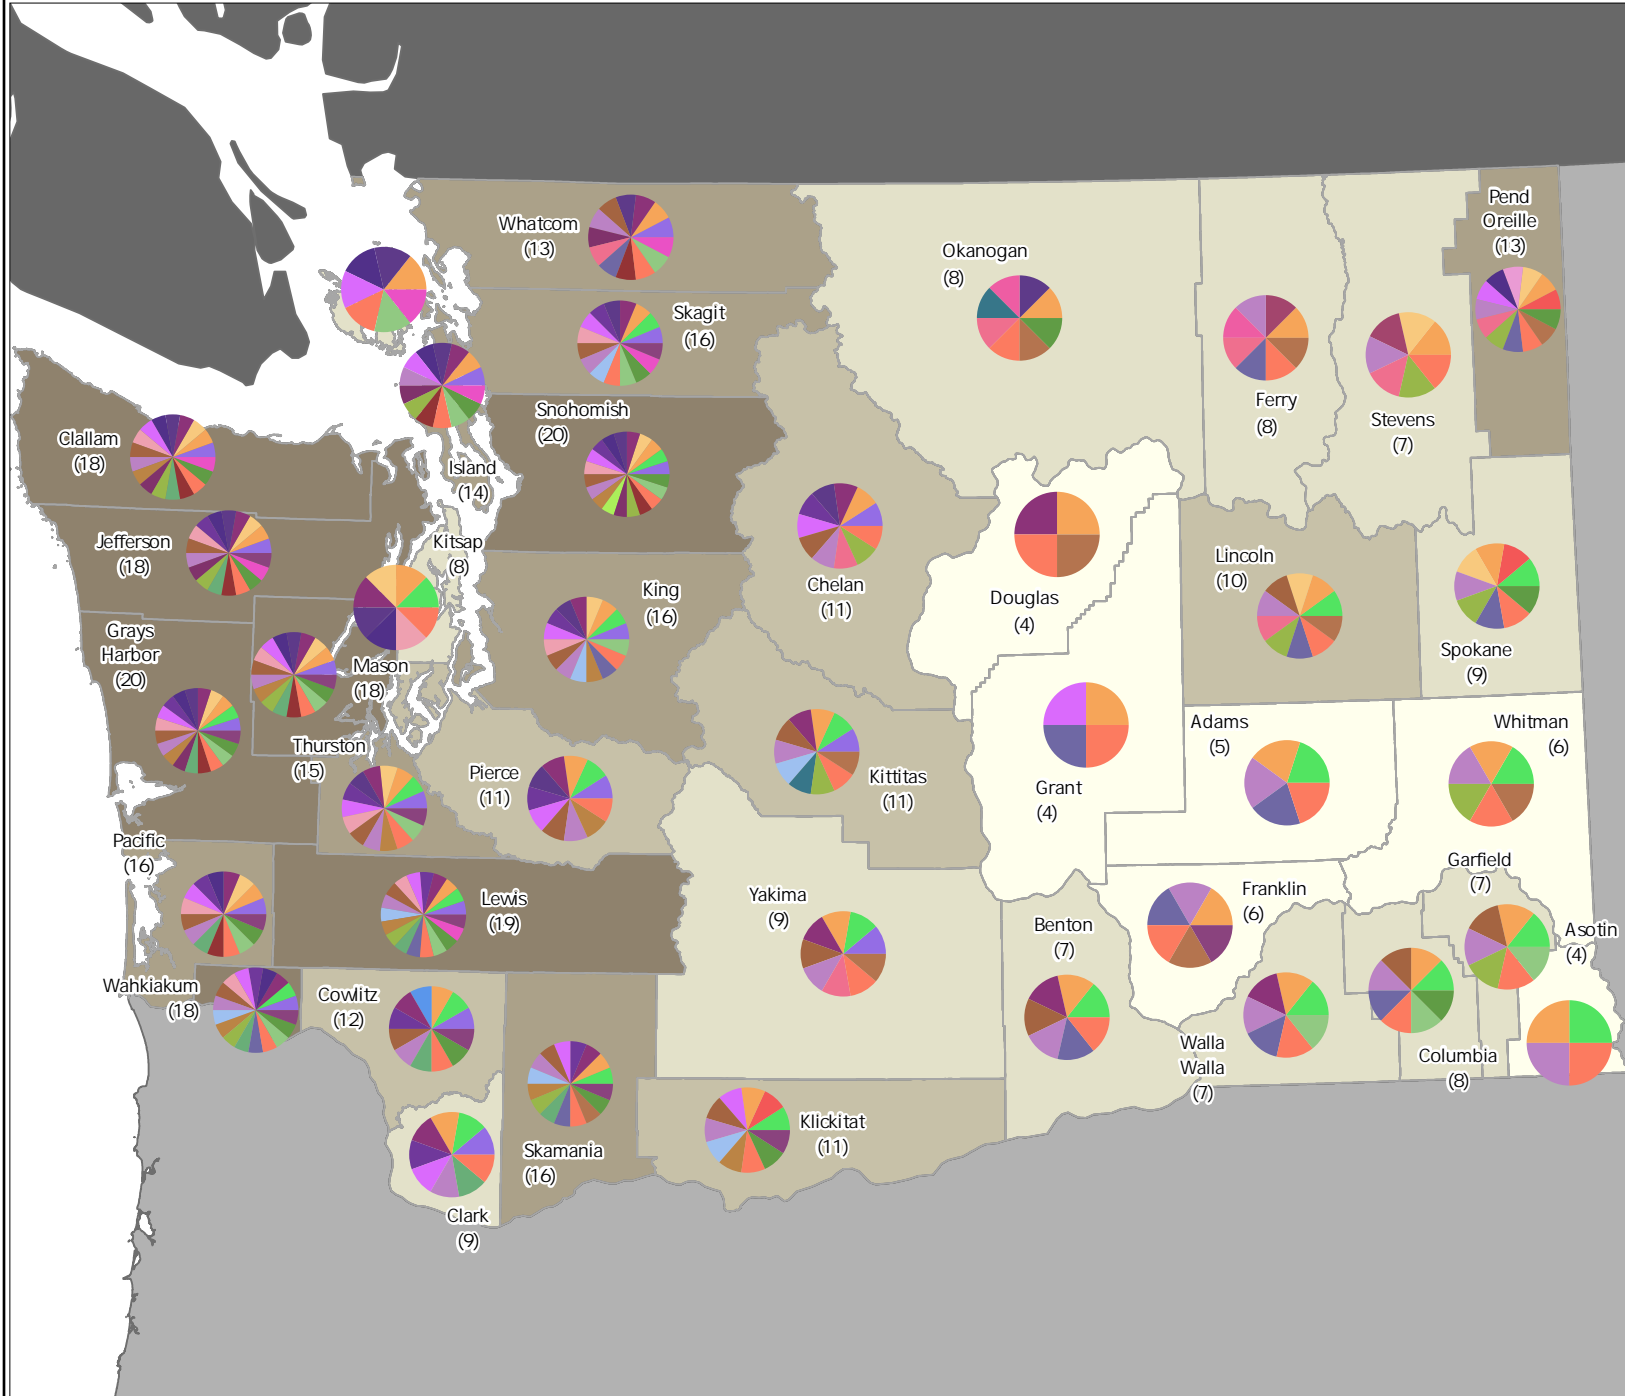 Whatcom
(13)
Skagit
(16)
Snohomish
(20)
Island
(14)
Clallam
(18)
Jefferson
(18)
Kitsap
(8)
King
(16)
Grays
Harbor
(20)
Mason
(18)
Thurston
(15)
Pierce
(11)
Pacific
(16)
Lewis
(19)
Wahkiakum
(18)
Cowlitz
(12)
Clark
(9)
Skamania
(16)
Klickitat
(11)
Yakima
(9)
Kittitas
(11)
Chelan
(11)
Okanogan
(8)
Douglas
(4)
Grant
(4)
Ferry
(8)
Stevens
(7)
Pend
Oreille
(13)
Lincoln
(10)
Spokane
(9)
Adams
(5)
Whitman
(6)
Franklin
(6)
Benton
(7)
Walla
Walla
(7)
Columbia
(8)
Garfield
(7)
Asotin
(4)